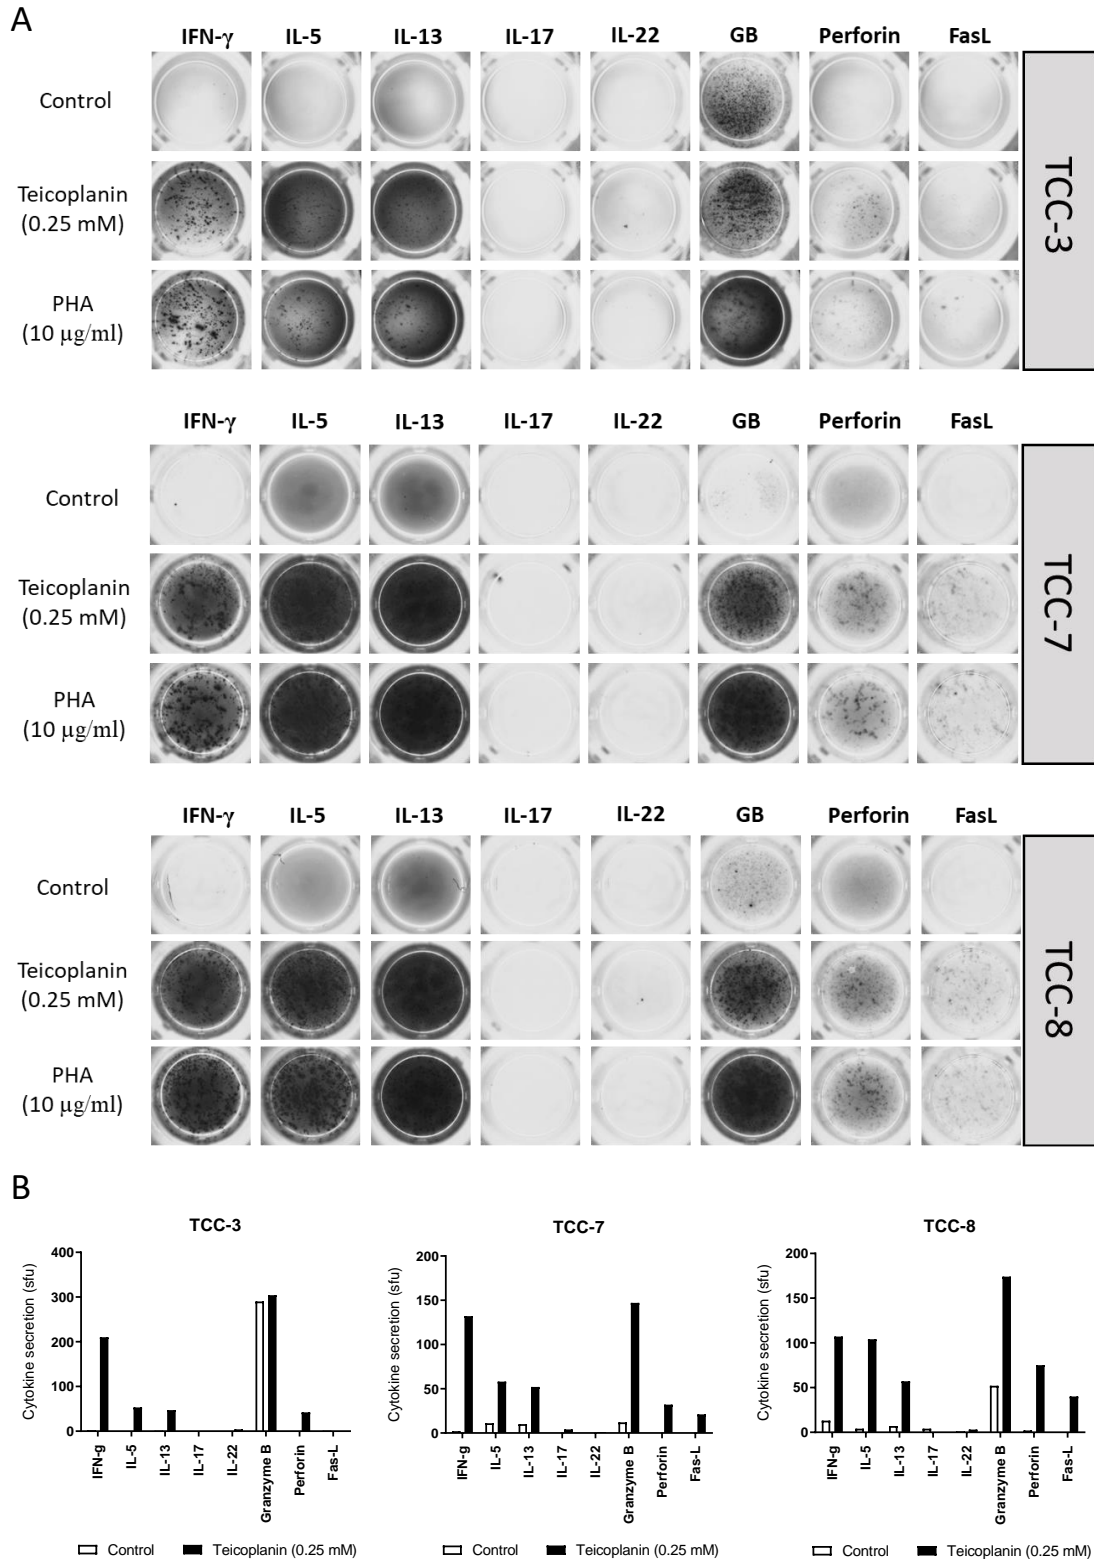 A
IFN-γ IL-5 IL-13 IL-17 IL-22 GB Perforin FasL
Control
Teicoplanin
(0.25 mM)
PHA
(10 μg/ml)
TCC-3
IFN-γ IL-5 IL-13 IL-17 IL-22 GB Perforin FasL
Control
Teicoplanin
(0.25 mM)
PHA
(10 μg/ml)
TCC-7
IFN-γ IL-5 IL-13 IL-17 IL-22 GB Perforin FasL
Control
Teicoplanin
(0.25 mM)
PHA
(10 μg/ml)
TCC-8
B
TCC-3
Cytokine secretion (sfu)
400
300
200
100
0
IFN-g
IL-5
IL-13
IL-17
IL-22
Granzyme B
Perforin
Fas-L
Control Teicoplanin (0.25 mM)
TCC-7
Cytokine secretion (sfu)
200
150
100
50
0
IFN-g
IL-5
IL-13
IL-17
IL-22
Granzyme B
Perforin
Fas-L
Control Teicoplanin (0.25 mM)
TCC-8
Cytokine secretion (sfu)
200
150
100
50
0
IFN-g
IL-5
IL-13
IL-17
IL-22
Granzyme B
Perforin
Fas-L
Control Teicoplanin (0.25 mM)